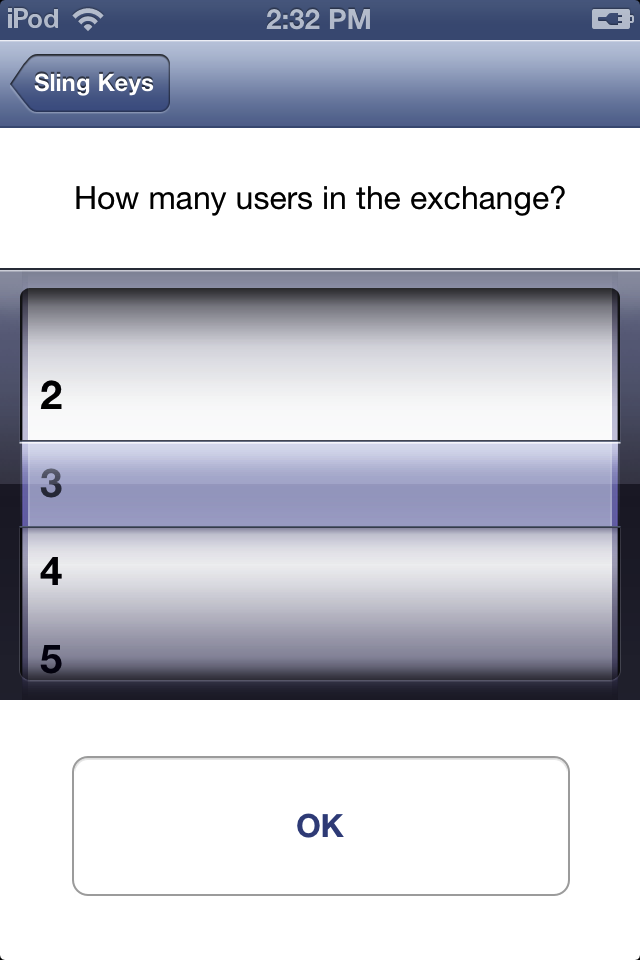 iPod 2:32 PM
Sling Keys
How many users in the exchange?
2
3
4
5
OK